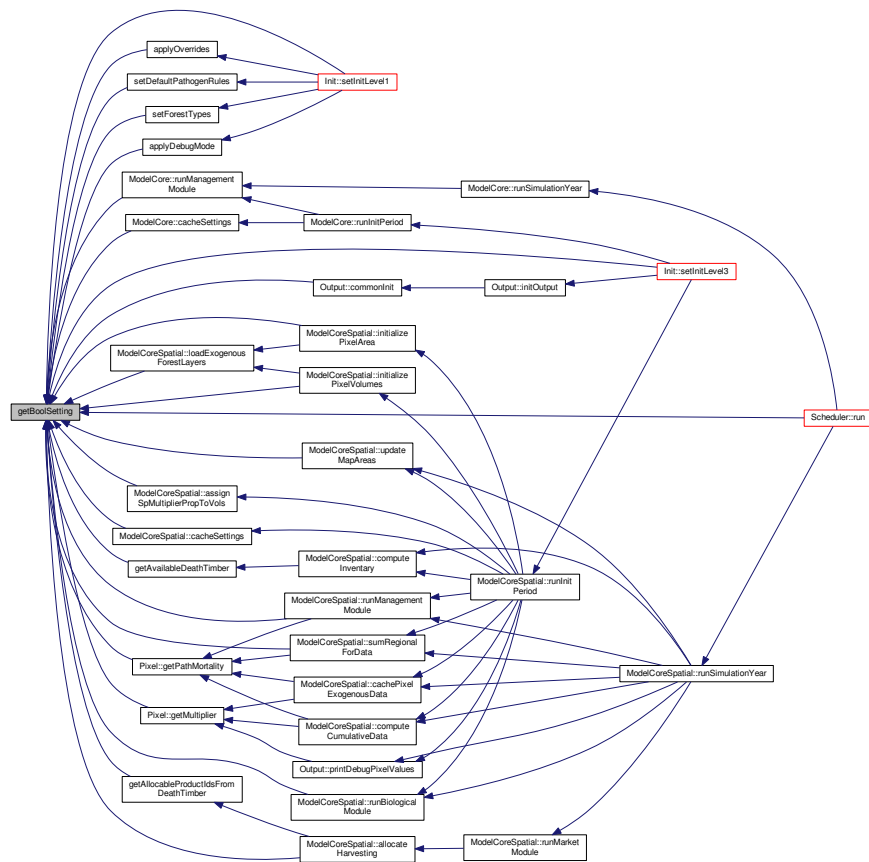 applyOverrides
setDefaultPathogenRules
Init::setInitLevel1
setForestTypes
applyDebugMode
ModelCore::runManagement
Module
ModelCore::runSimulationYear
ModelCore::cacheSettings
ModelCore::runInitPeriod
Init::setInitLevel3
Output::commonInit
Output::initOutput
ModelCoreSpatial::initialize
PixelArea
ModelCoreSpatial::loadExogenous
ForestLayers
ModelCoreSpatial::initialize
PixelVolumes
getBoolSetting
Scheduler::run
ModelCoreSpatial::update
MapAreas
ModelCoreSpatial::assign
SpMultiplierPropToVols
ModelCoreSpatial::cacheSettings
getAvailableDeathTimber
ModelCoreSpatial::compute
Inventory
ModelCoreSpatial::runInit
Period
ModelCoreSpatial::runManagement
Module
ModelCoreSpatial::sumRegional
ForData
Pixel::getPathMortality
ModelCoreSpatial::runSimulationYear
ModelCoreSpatial::cachePixel
ExogenousData
Pixel::getMultiplier
ModelCoreSpatial::compute
CumulativeData
Output::printDebugPixelValues
getAllocableProductIdsFrom
DeathTimber
ModelCoreSpatial::runBiological
Module
ModelCoreSpatial::allocate
Harvesting
ModelCoreSpatial::runMarket
Module